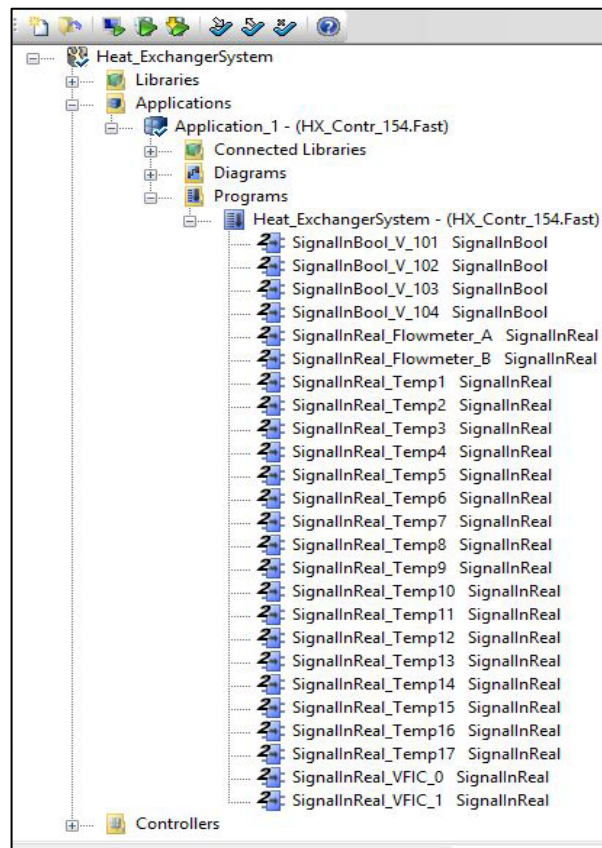 Heat_ExchangerSystem
Libraries
Applications
Application_1 - (HX_Contr_154.Fast)
Connected Libraries
Diagrams
Programs
Heat_ExchangerSystem - (HX_Contr_154.Fast)
SignalInBool_V_101 SignalInBool
SignalInBool_V_102 SignalInBool
SignalInBool_V_103 SignalInBool
SignalInBool_V_104 SignalInBool
SignalInReal_Flowmeter_A SignalInReal
SignalInReal_Flowmeter_B SignalInReal
SignalInReal_Temp1 SignalInReal
SignalInReal_Temp2 SignalInReal
SignalInReal_Temp3 SignalInReal
SignalInReal_Temp4 SignalInReal
SignalInReal_Temp5 SignalInReal
SignalInReal_Temp6 SignalInReal
SignalInReal_Temp7 SignalInReal
SignalInReal_Temp8 SignalInReal
SignalInReal_Temp9 SignalInReal
SignalInReal_Temp10 SignalInReal
SignalInReal_Temp11 SignalInReal
SignalInReal_Temp12 SignalInReal
SignalInReal_Temp13 SignalInReal
SignalInReal_Temp14 SignalInReal
SignalInReal_Temp15 SignalInReal
SignalInReal_Temp16 SignalInReal
SignalInReal_Temp17 SignalInReal
SignalInReal_VFIC_0 SignalInReal
SignalInReal_VFIC_1 SignalInReal
Controllers